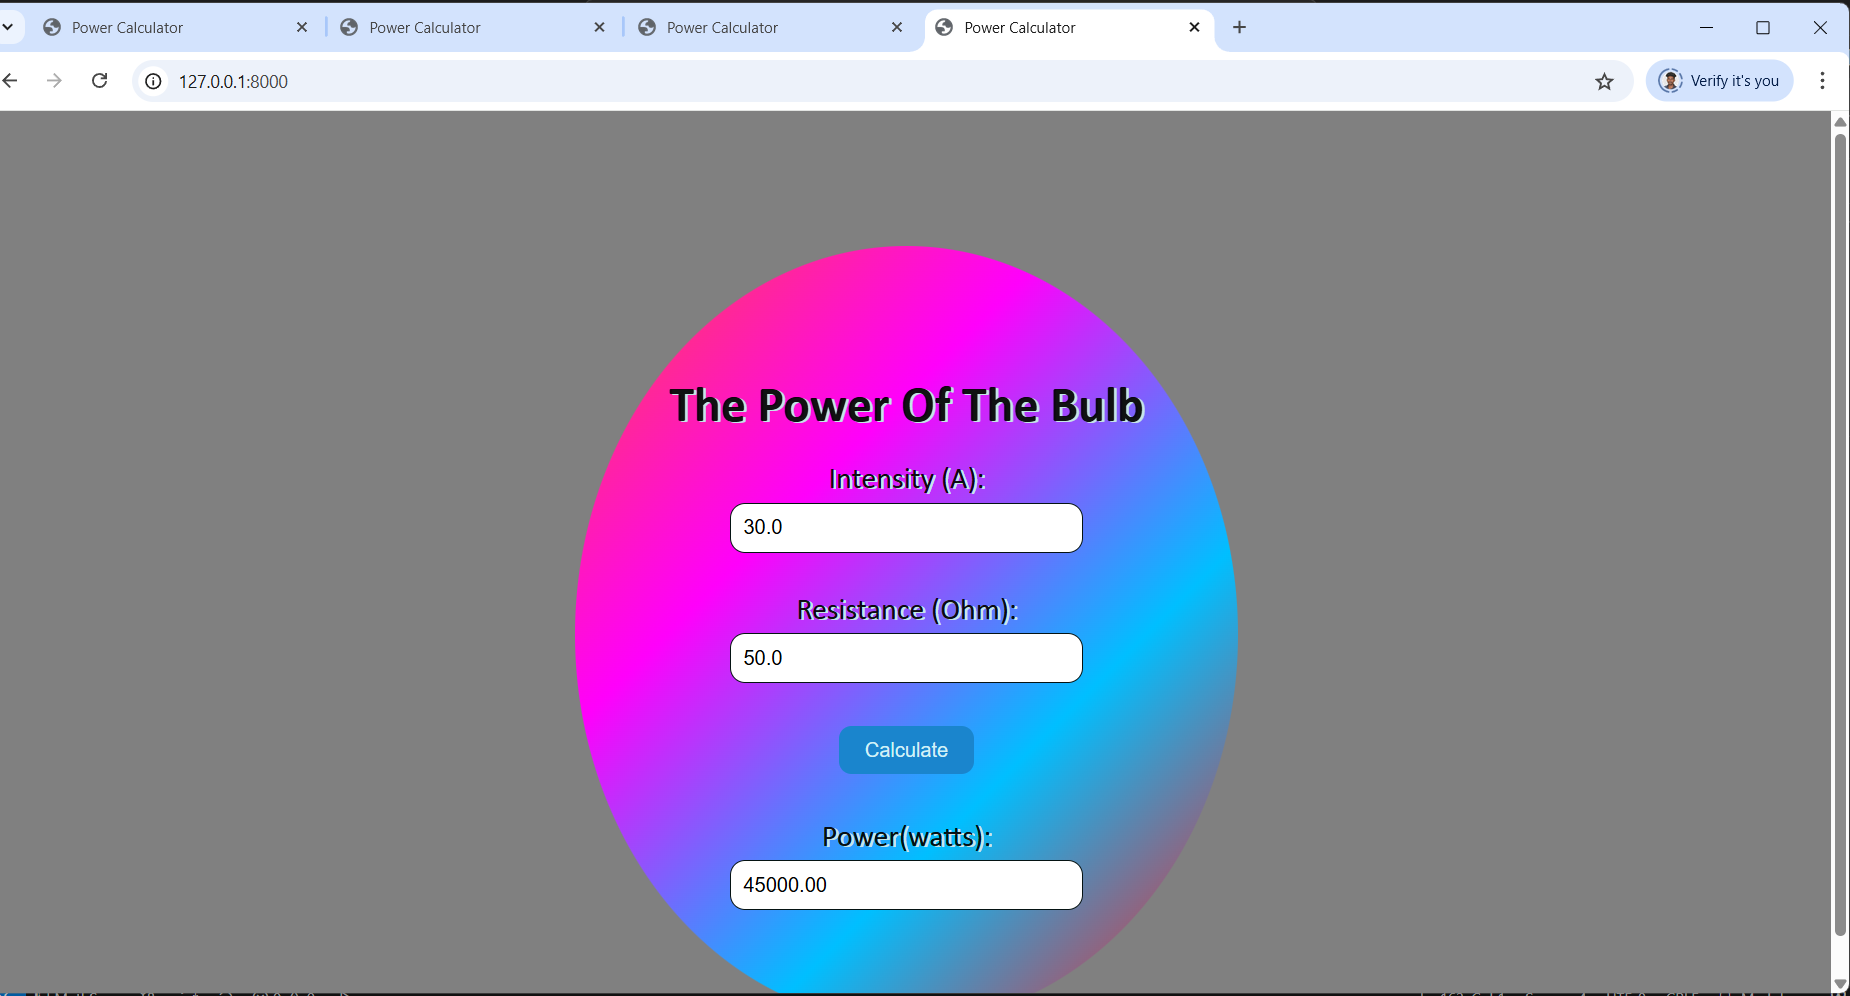 Power Calculator
Power Calculator
Power Calculator
Power Calculator
127.0.0.1:8000
Verify it's you
The Power Of The Bulb
Intensity (A):
30.0
Resistance (Ohm):
50.0
Calculate
Power(watts):
45000.00